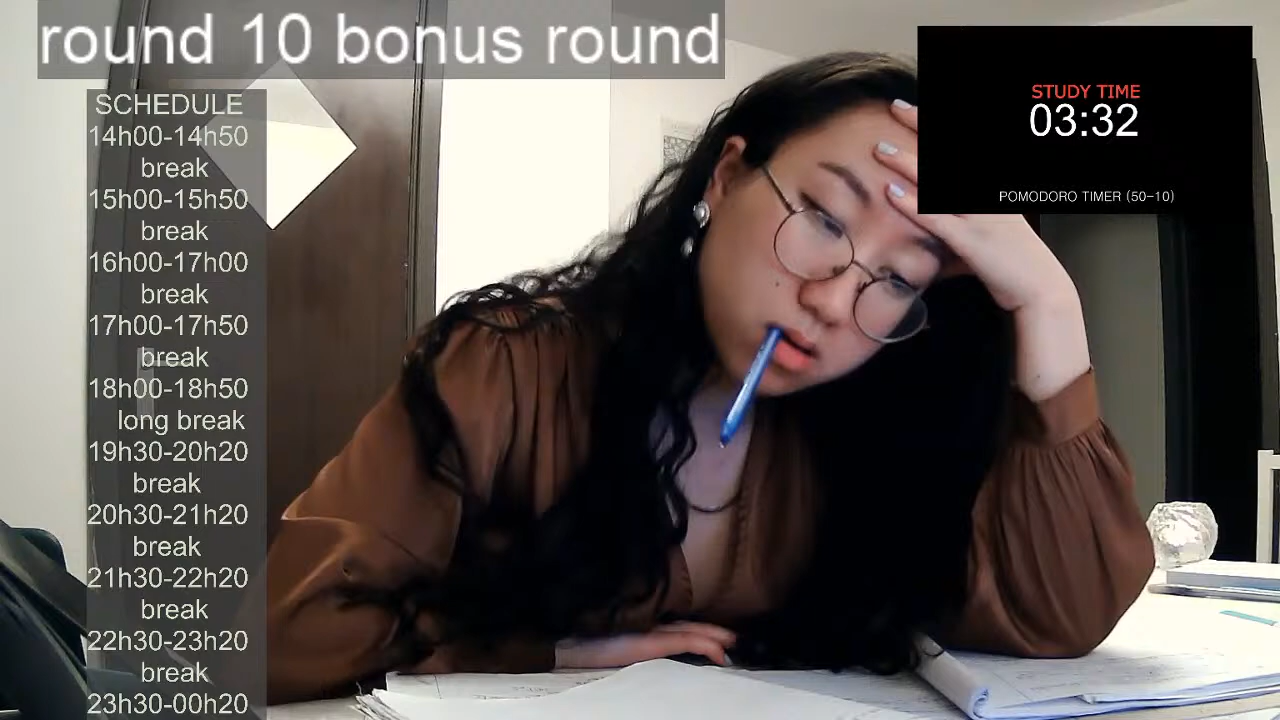 round 10 bonus round
SCHEDULE
14h00-14h50
break
15h00-15h50
break
16h00-17h00
break
17h00-17h50
break
18h00-18h50
long break
19h30-20h20
break
20h30-21h20
break
21h30-22h20
break
22h30-23h20
break
23h30-00h20
STUDY TIME
03:32
POMODORO TIMER (50-10)